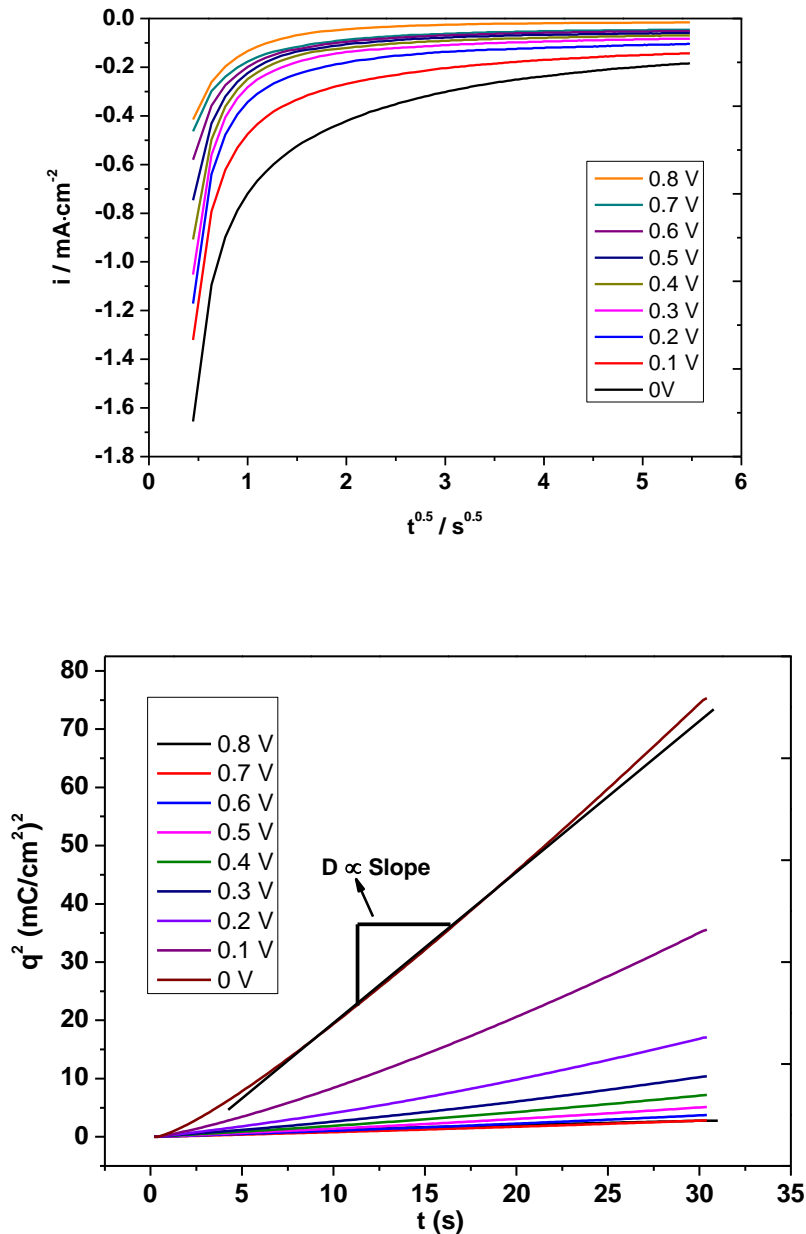 0.0
-0.2
-0.4
-0.6
-0.8
-1.0
-1.2
-1.4
-1.6
-1.8
i / mA·cm-2
0.8 V
0.7 V
0.6 V
0.5 V
0.4 V
0.3 V
0.2 V
0.1 V
0V
0 1 2 3 4 5 6
t0.5 / s0.5
80
70
60
50
40
30
20
10
0
q2 (mC/cm2)2
0.8 V
0.7 V
0.6 V
0.5 V
0.4 V
0.3 V
0.2 V
0.1 V
0 V
D ∝ Slope
0 5 10 15 20 25 30 35
t (s)